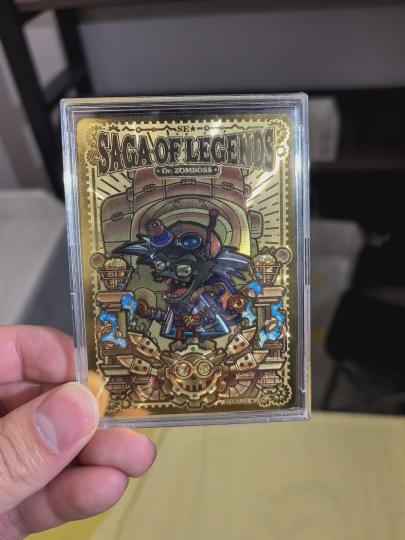 SE★
SAGA OF LEGENDS
Dr. ZOMBOSS